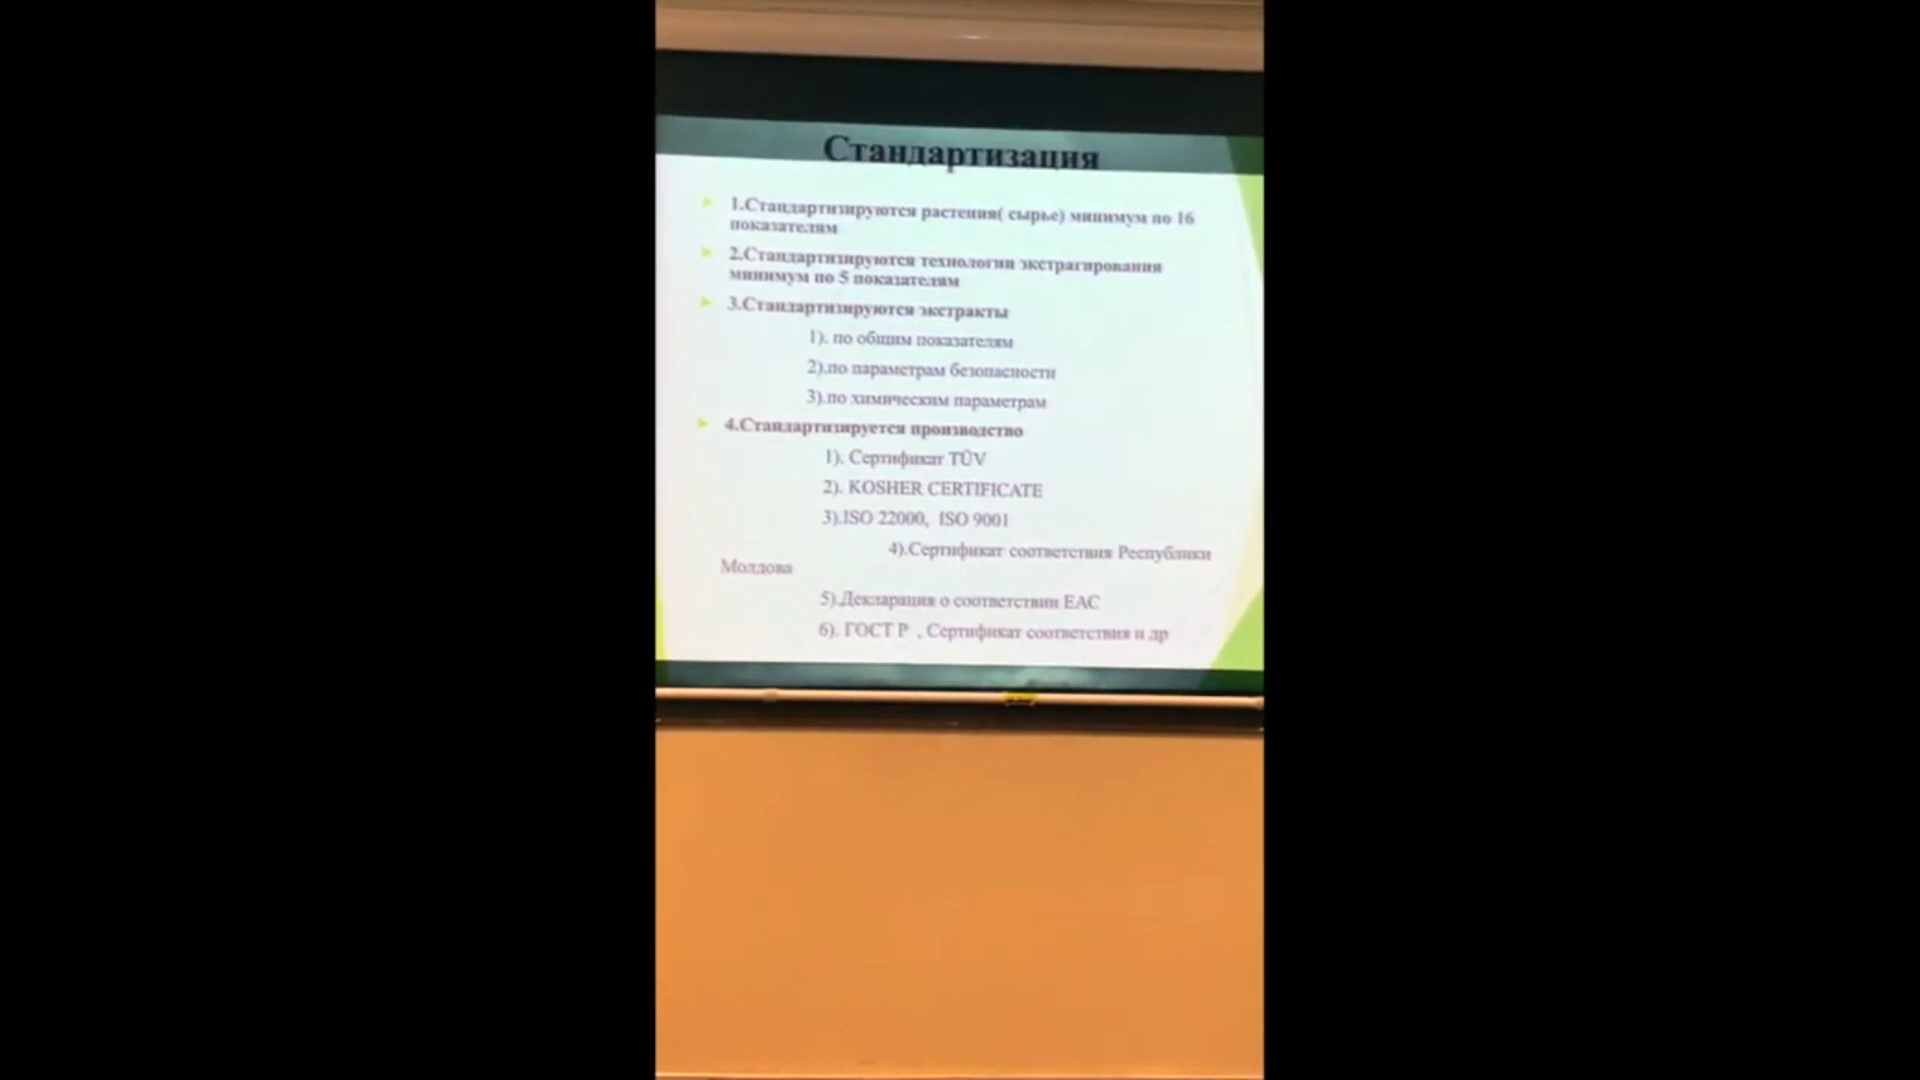 Стандартизация
1.Стандартизируются растения( сырье) минимум по 16
показателям
2.Стандартизируются технологии экстрагирования
минимум по 5 показателям
3.Стандартизируются экстракты
1). по общим показателям
2).по параметрам безопасности
3).по химическим параметрам
4.Стандартизируется производство
1). Сертификат TÜV
2). KOSHER CERTIFICATE
3).ISO 22000, ISO 9001
4).Сертификат соответствия Республики
Молдова
5).Декларация о соответствии ЕАС
6). ГОСТ Р , Сертификат соответствия и др